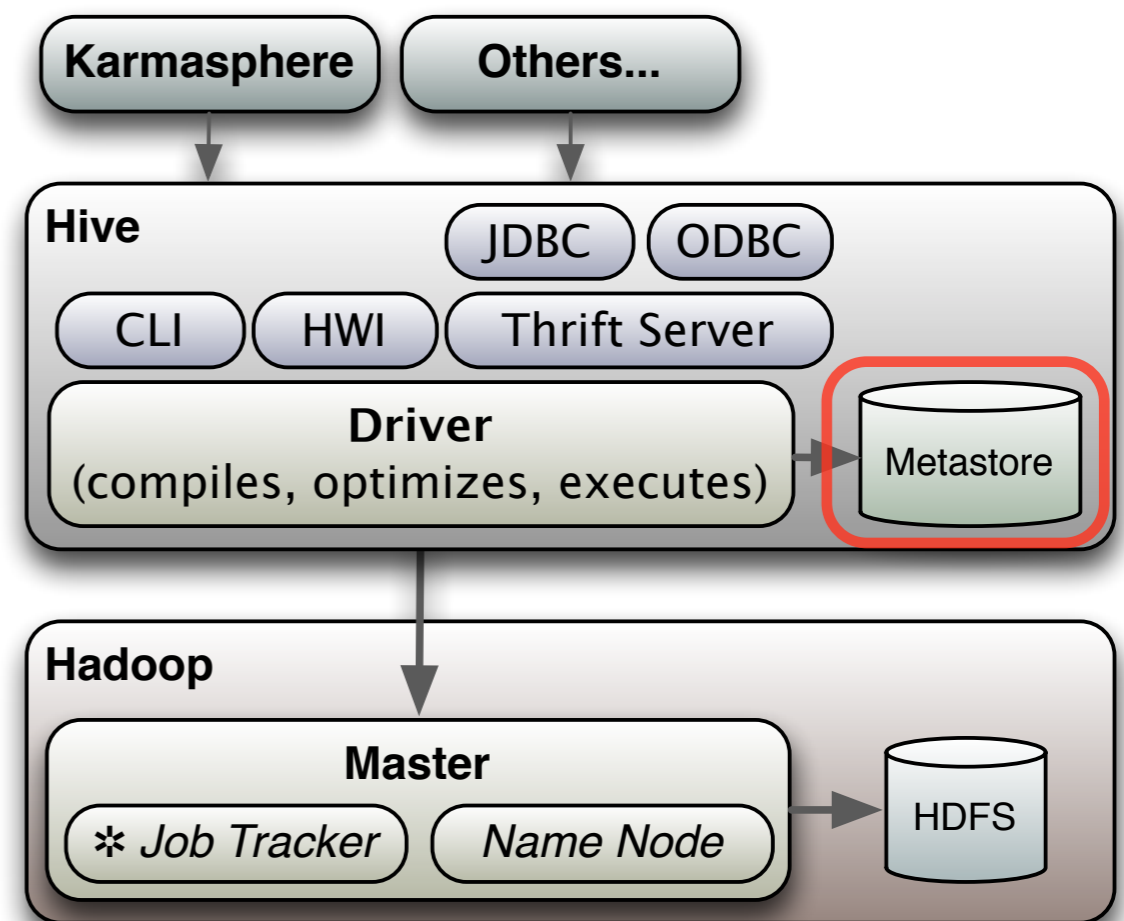 Karmasphere
Others...
Hive
JDBC
ODBC
CLI
HWI
Thrift Server
Driver
(compiles, optimizes, executes)
Metastore
Hadoop
Master
✲ Job Tracker
Name Node
HDFS